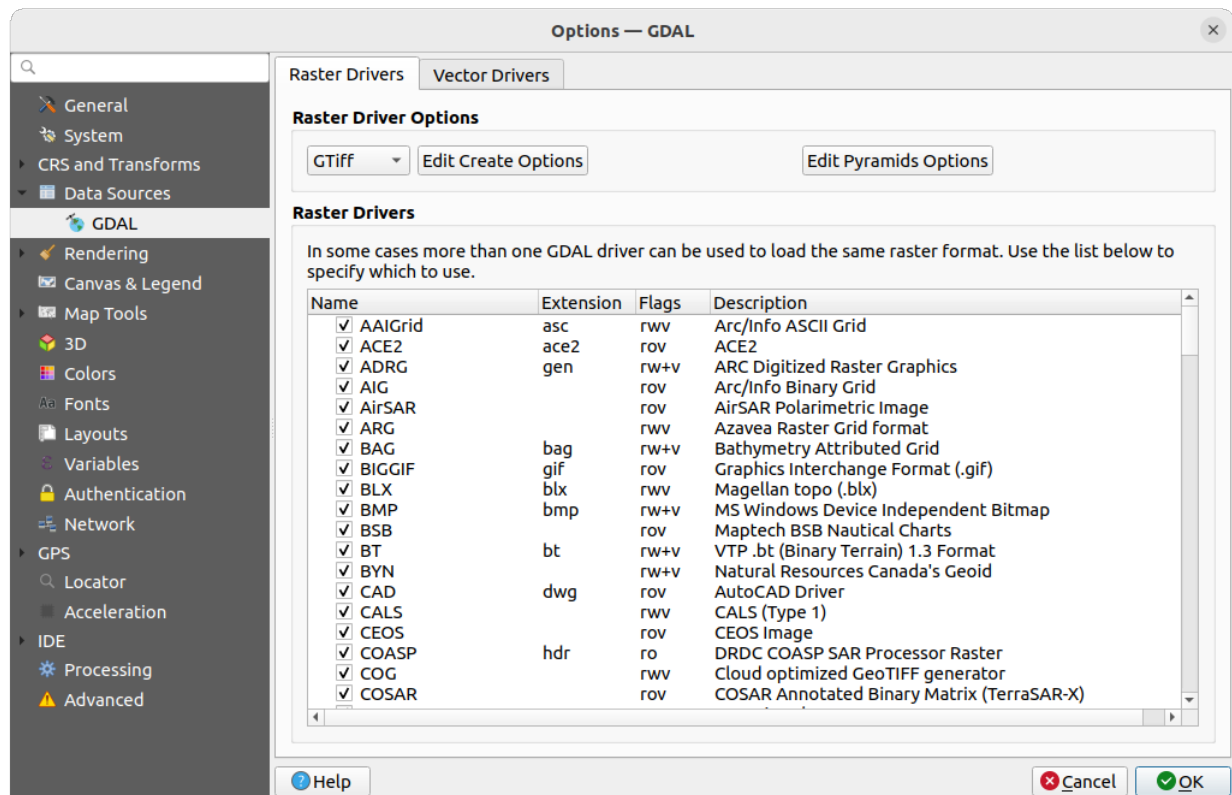 Options — GDAL
General
System
CRS and Transforms
Data Sources
GDAL
Rendering
Canvas & Legend
Map Tools
3D
Colors
Aa Fonts
Layouts
Variables
Authentication
Network
GPS
Locator
Acceleration
IDE
Processing
Advanced
Raster Drivers Vector Drivers
Raster Driver Options
GTiff Edit Create Options Edit Pyramids Options
Raster Drivers
In some cases more than one GDAL driver can be used to load the same raster format. Use the list below to
specify which to use.
Name Extension Flags Description
AAIGrid asc rwv Arc/Info ASCII Grid
ACE2 ace2 rov ACE2
ADRG gen rw+v ARC Digitized Raster Graphics
AIG rov Arc/Info Binary Grid
AirSAR rov AirSAR Polarimetric Image
ARG rwv Azavea Raster Grid format
BAG bag rw+v Bathymetry Attributed Grid
BIGGIF gif rov Graphics Interchange Format (.gif)
BLX blx rwv Magellan topo (.blx)
BMP bmp rw+v MS Windows Device Independent Bitmap
BSB rov Maptech BSB Nautical Charts
BT bt rw+v VTP .bt (Binary Terrain) 1.3 Format
BYN rw+v Natural Resources Canada's Geoid
CAD dwg rov AutoCAD Driver
CALS rwv CALS (Type 1)
CEOS rov CEOS Image
COASP hdr ro DRDC COASP SAR Processor Raster
COG rwv Cloud optimized GeoTIFF generator
COSAR rov COSAR Annotated Binary Matrix (TerraSAR-X)
Help Cancel OK